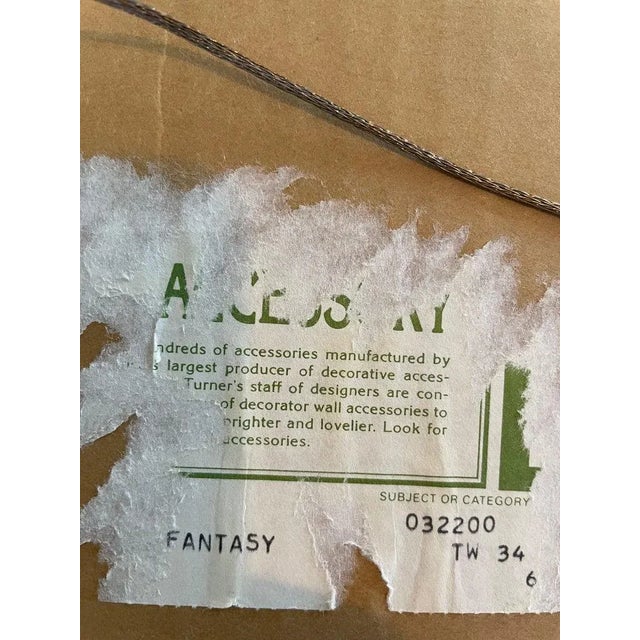 ACCESSORY
ndreds of accessories manufactured by
largest producer of decorative acces-
Turner's staff of designers are con-
of decorator wall accessories to
righter and lovelier. Look for
ccessories.
SUBJECT OR CATEGORY
032200
FANTASY
TW 34
6